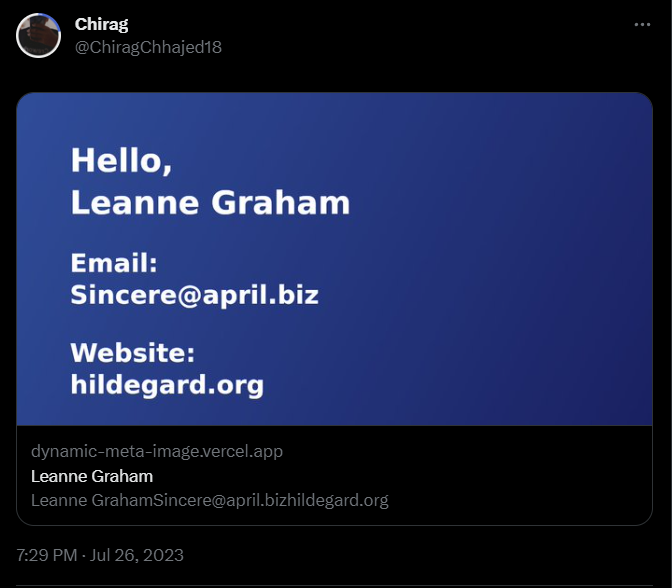 Chirag
@ChiragChhajed18
Hello,
Leanne Graham
Email:
Sincere@april.biz
Website:
hildegard.org
dynamic-meta-image.vercel.app
Leanne Graham
Leanne GrahamSincere@april.bizhildegard.org
7:29 PM · Jul 26, 2023